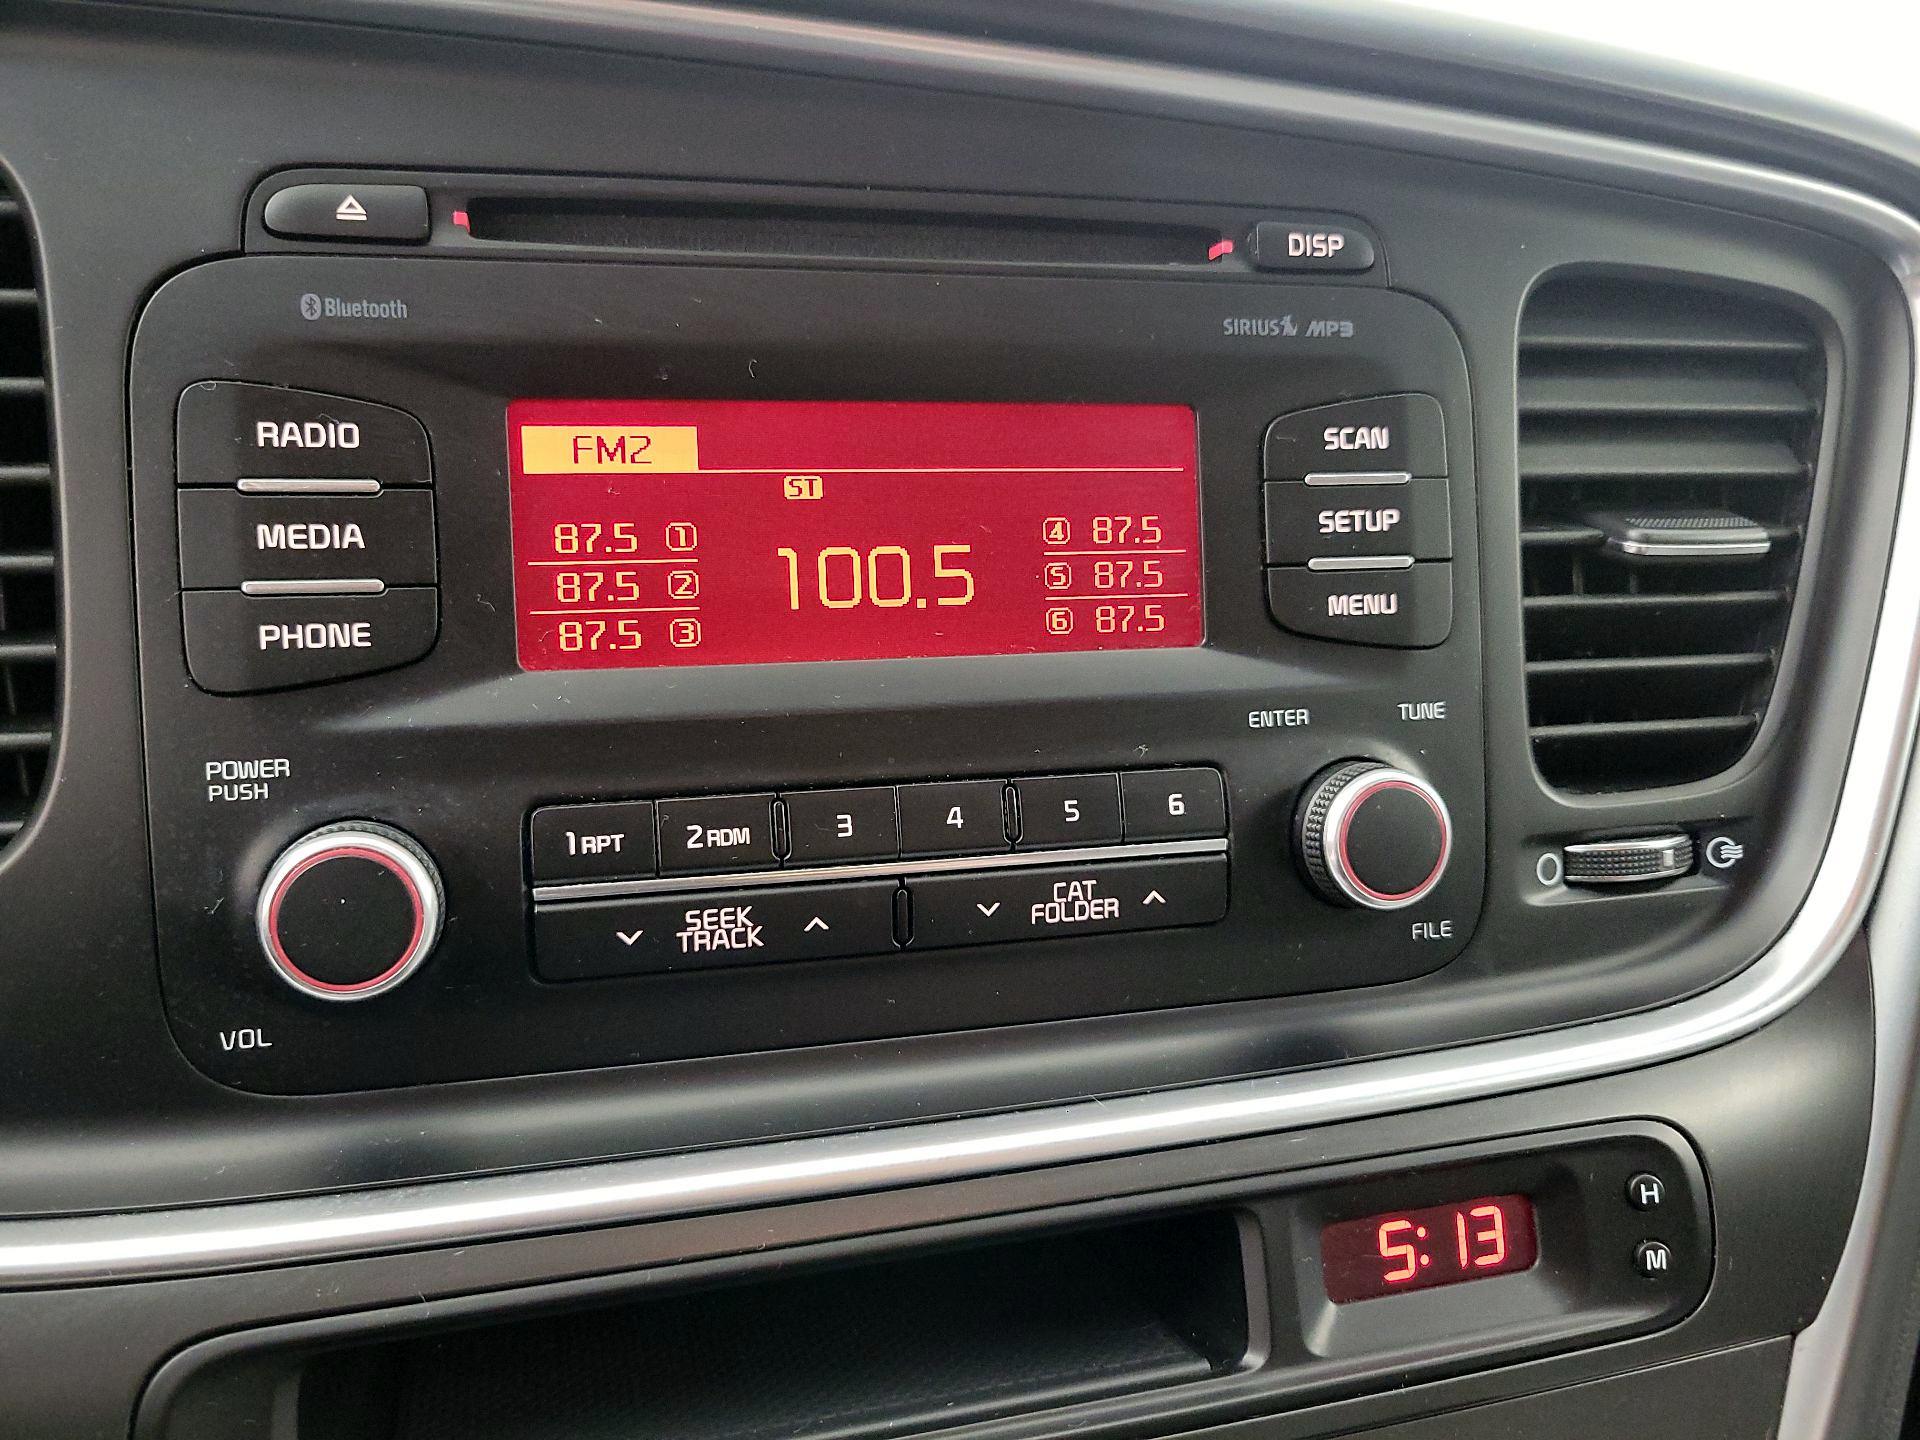 DISP
Bluetooth
SIRIUS MP3
RADIO
MEDIA
PHONE
FM2
ST
87.5 1
87.5 2
87.5 3
100.5
4 87.5
5 87.5
6 87.5
SCAN
SETUP
MENU
POWER
PUSH
VOL
1 RPT
2 RDM
3
4
5
6
SEEK
TRACK
CAT
FOLDER
ENTER
TUNE
FILE
5:13
H
M